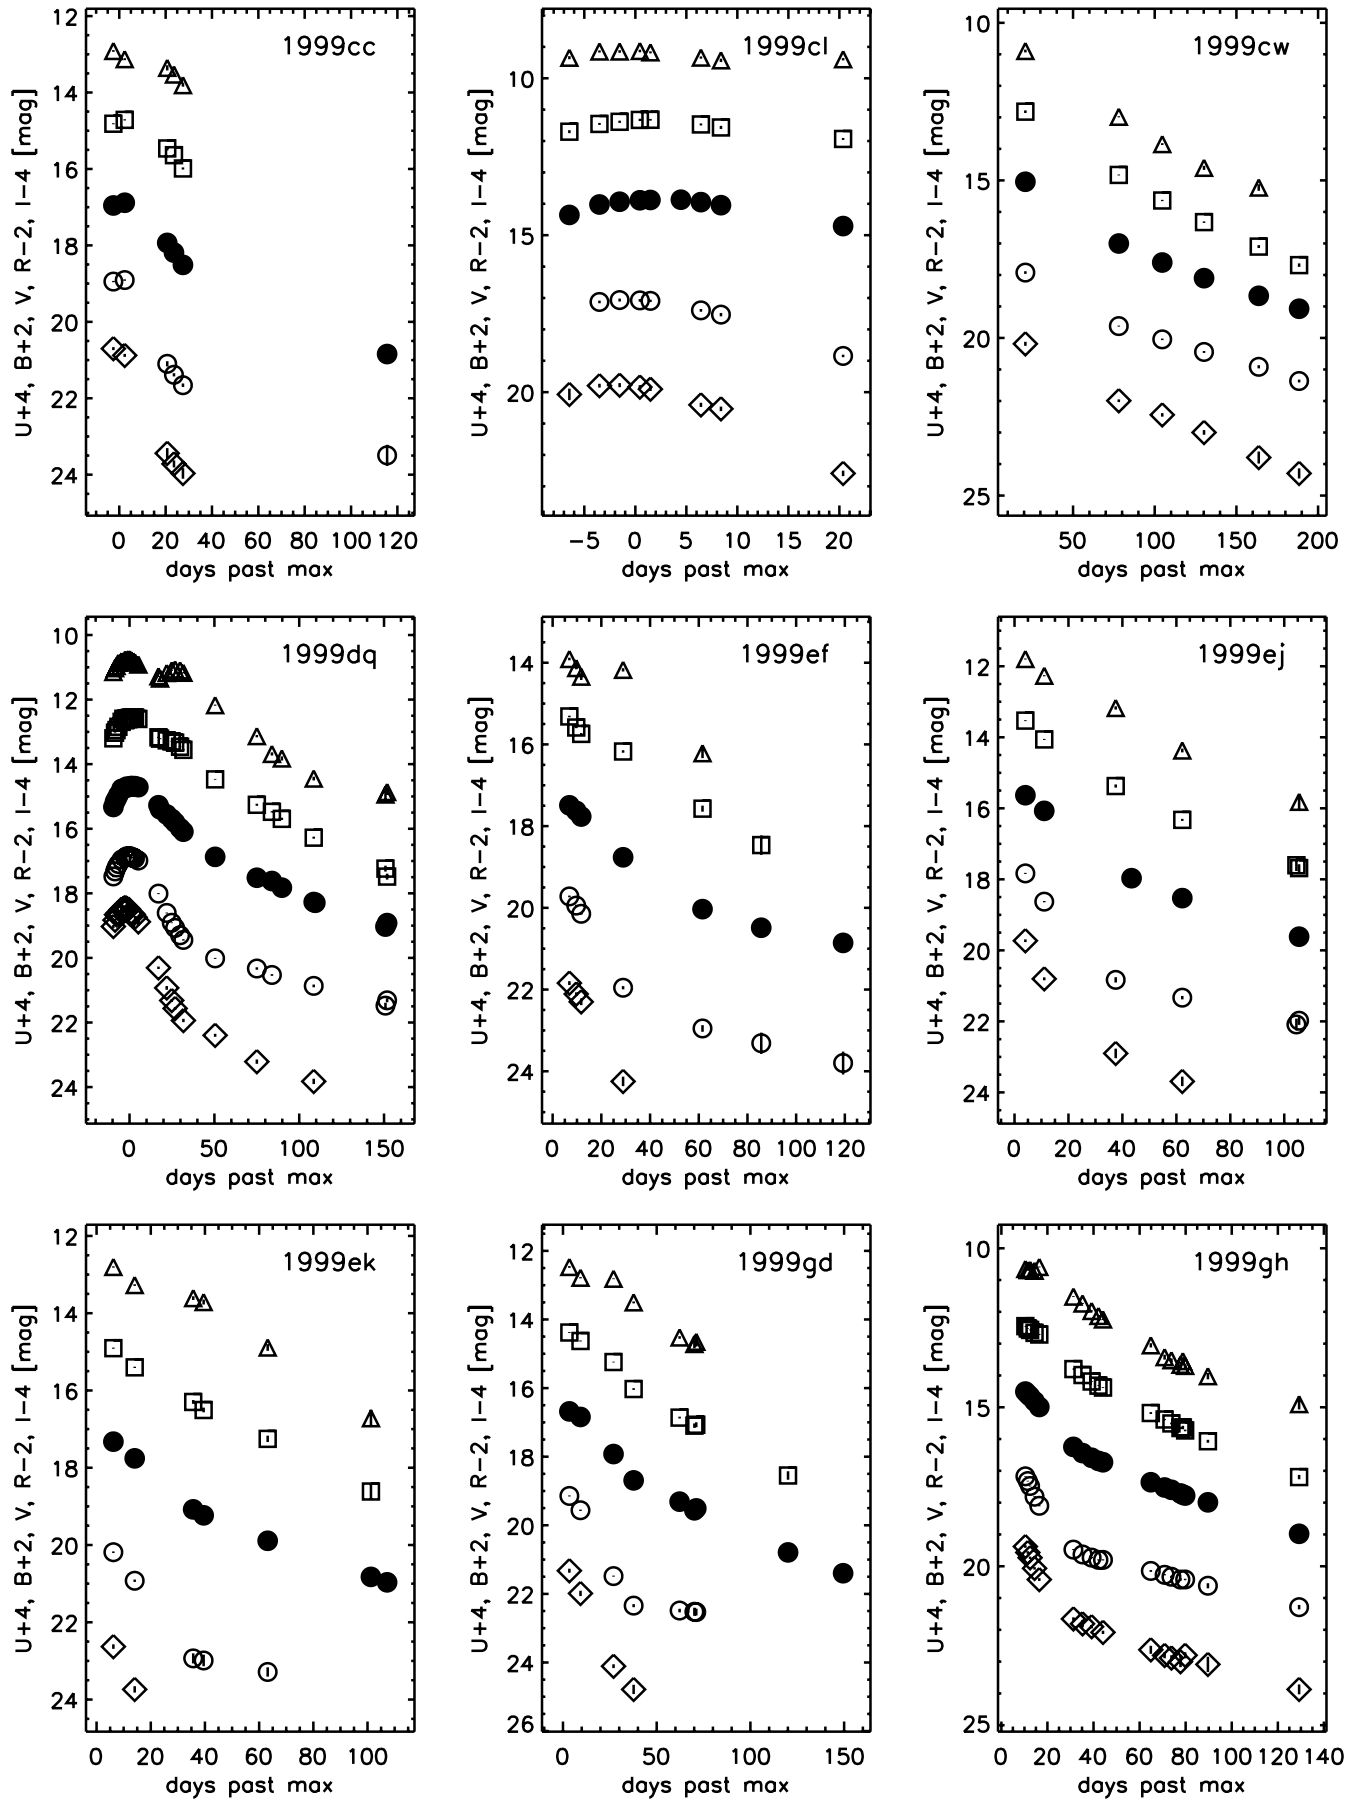 1999cc
12
14
16
18
20
22
24
U+4, B+2, V, R−2, I−4 [mag]
0 20 40 60 80 100 120
days past max
1999cl
10
15
20
U+4, B+2, V, R−2, I−4 [mag]
−5 0 5 10 15 20
days past max
1999cw
10
15
20
25
U+4, B+2, V, R−2, I−4 [mag]
50 100 150 200
days past max
1999dq
10
12
14
16
18
20
22
24
U+4, B+2, V, R−2, I−4 [mag]
0 50 100 150
days past max
1999ef
14
16
18
20
22
24
U+4, B+2, V, R−2, I−4 [mag]
0 20 40 60 80 100 120
days past max
1999ej
12
14
16
18
20
22
24
U+4, B+2, V, R−2, I−4 [mag]
0 20 40 60 80 100
days past max
1999ek
12
14
16
18
20
22
24
U+4, B+2, V, R−2, I−4 [mag]
0 20 40 60 80 100
days past max
1999gd
12
14
16
18
20
22
24
26
U+4, B+2, V, R−2, I−4 [mag]
0 50 100 150
days past max
1999gh
10
15
20
25
U+4, B+2, V, R−2, I−4 [mag]
0 20 40 60 80 100 120 140
days past max